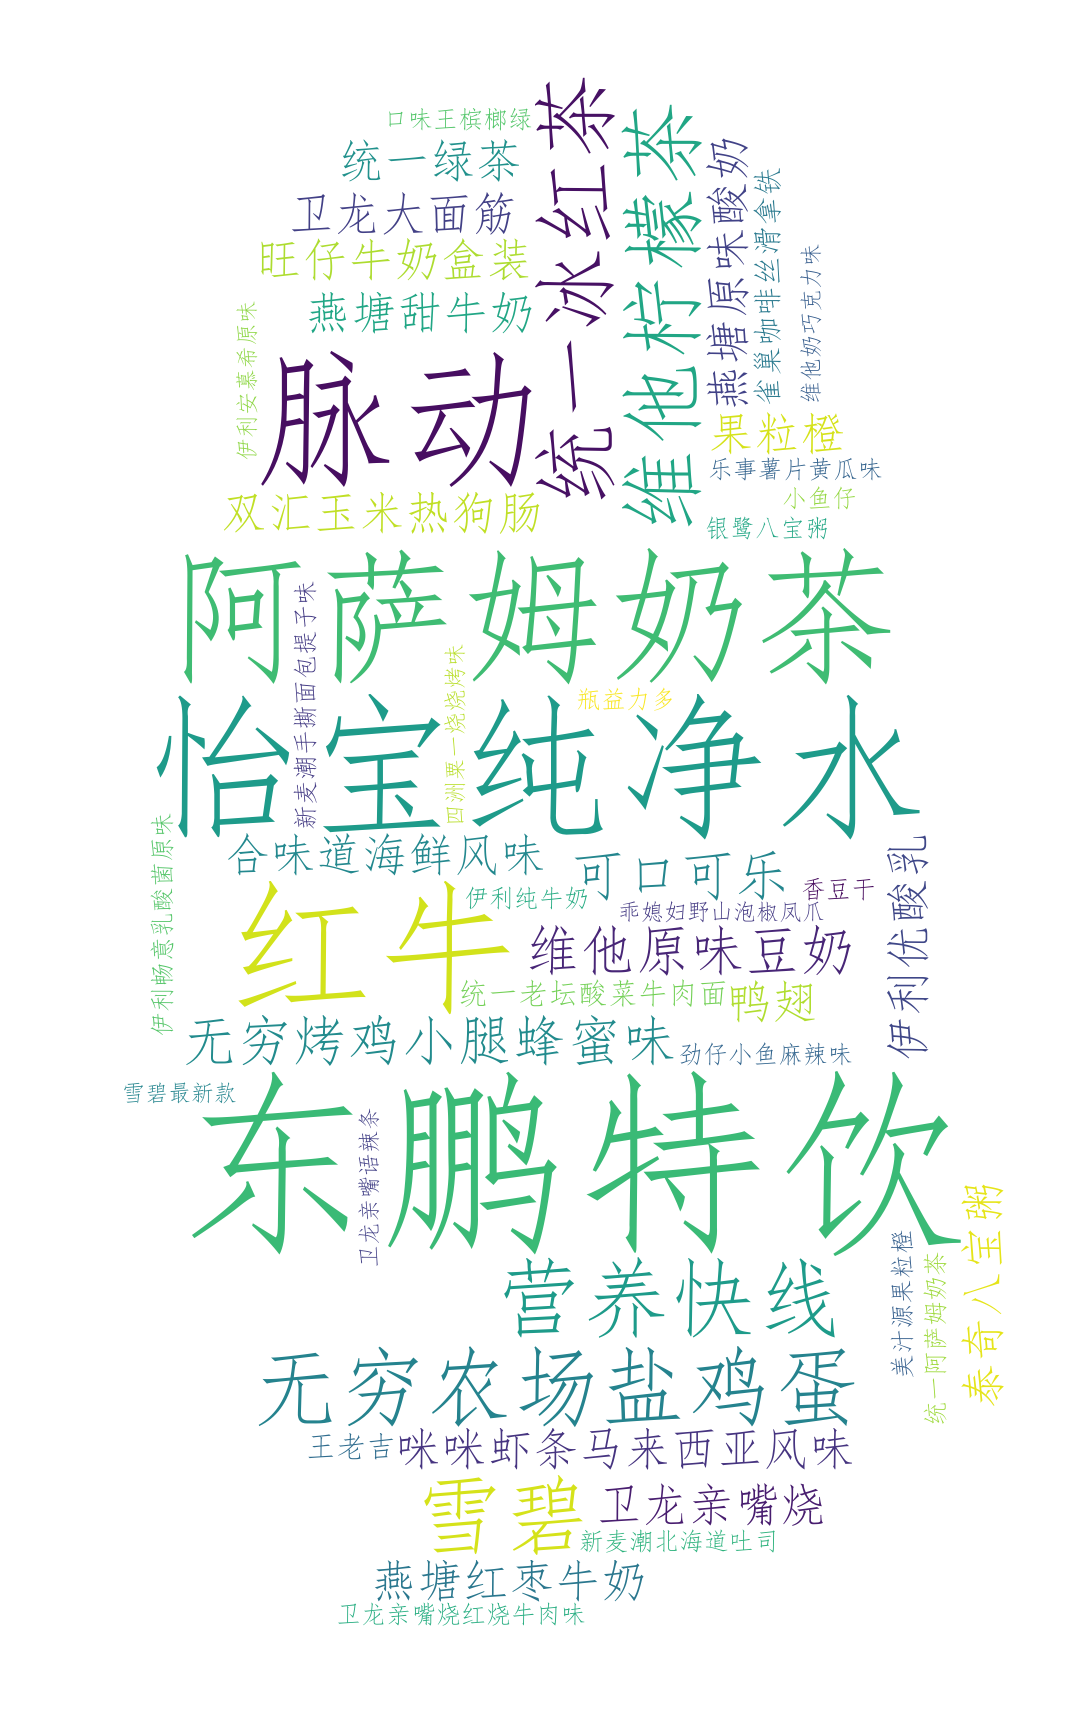 口味王槟榔绿
统一绿茶
卫龙大面筋
旺仔牛奶盒装
燕塘甜牛奶
伊利安慕希原味
脉动
统一冰红茶
维他柠檬茶
燕塘原味酸奶
雀巢咖啡丝滑拿铁
维他奶巧克力味
果粒橙
乐事薯片黄瓜味
小鱼仔
银鹭八宝粥
双汇玉米热狗肠
阿萨姆奶茶
新麦潮手撕面包提子味
四洲粟一烧烧烤味
瓶益力多
怡宝纯净水
伊利畅意乳酸菌原味
合味道海鲜风味
可口可乐
香豆干
伊利优酸乳
红牛
伊利纯牛奶
乖媳妇野山泡椒凤爪
维他原味豆奶
统一老坛酸菜牛肉面
鸭翅
无穷烤鸡小腿蜂蜜味
劲仔小鱼麻辣味
雪碧最新款
东鹏特饮
卫龙亲嘴语辣条
泰奇八宝粥
美汁源果粒橙
统一阿萨姆奶茶
营养快线
无穷农场盐鸡蛋
王老吉
咪咪虾条马来西亚风味
雪碧
卫龙亲嘴烧
新麦潮北海道吐司
燕塘红枣牛奶
卫龙亲嘴烧红烧牛肉味